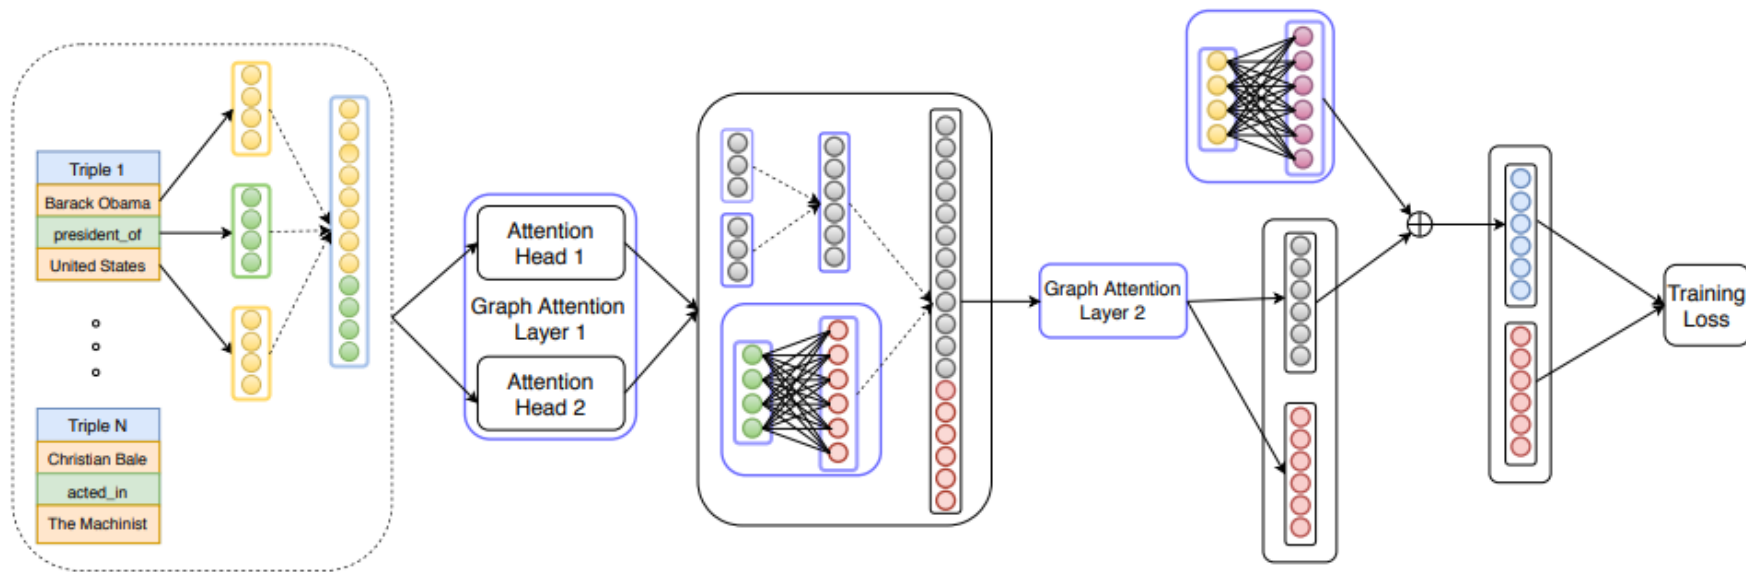 Triple 1
Barack Obama
president_of
United States
Triple N
Christian Bale
acted_in
The Machinist
Attention
Head 1
Graph Attention
Layer 1
Attention
Head 2
Graph Attention
Layer 2
Training
Loss